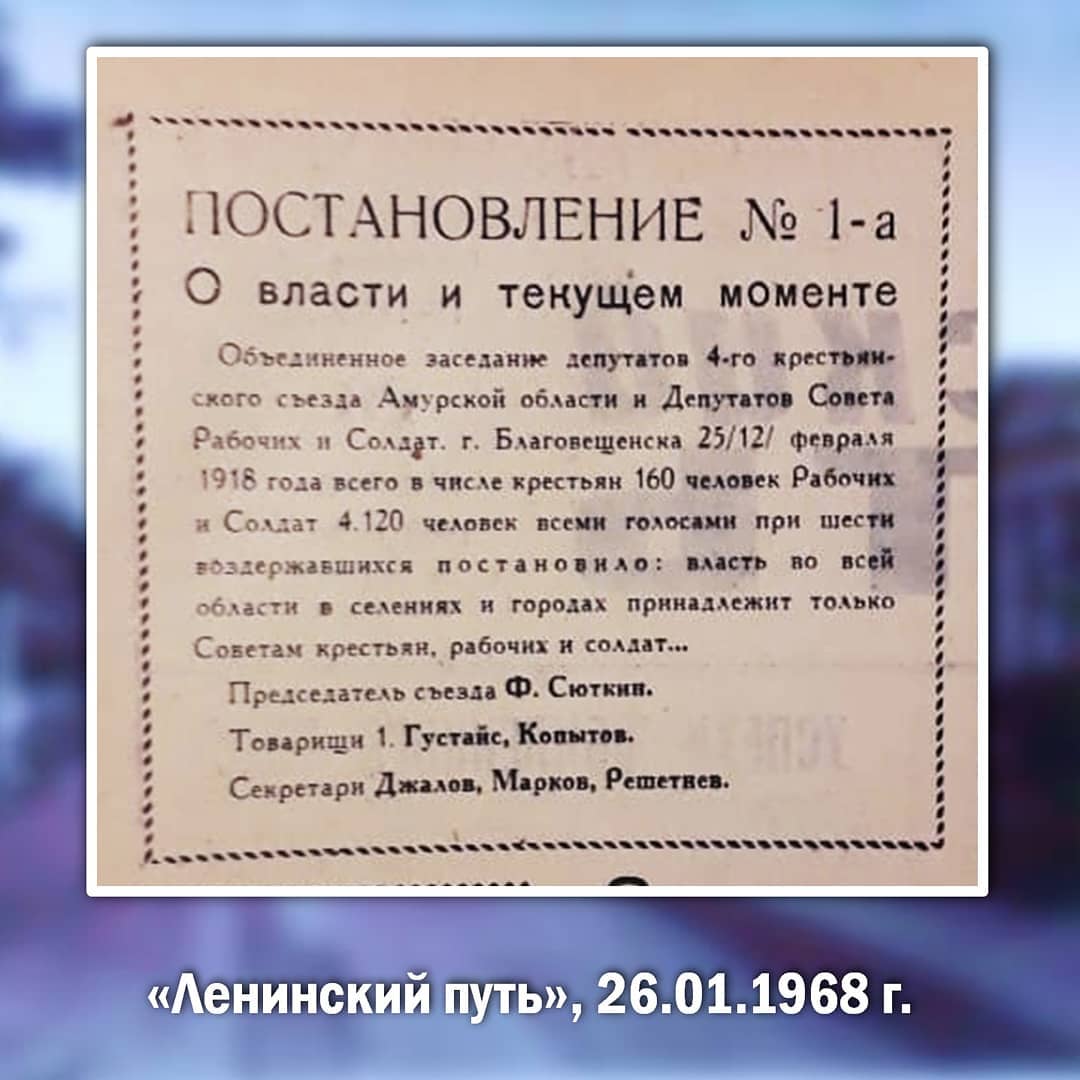 ПОСТАНОВЛЕНИЕ № 1-а
О власти и текущем моменте
Объединенное заседание депутатов 4-го крестьян-
ского съезда Амурской области и Депутатов Совета
Рабочих и Солдат. г. Благовещенска 25/12/ февраля
1918 года всего в числе крестьян 160 человек Рабочих
и Солдат 4.120 человек всеми голосами при шести
воздержавшихся постановило: власть во всей
области в селениях и городах принадлежит только
Советам крестьян, рабочих и солдат...
Председатель съезда Ф. Сюткин.
Товарищи 1. Густайс, Копытов.
Секретари Джалов, Марков, Решетнев.
«Ленинский путь», 26.01.1968 г.